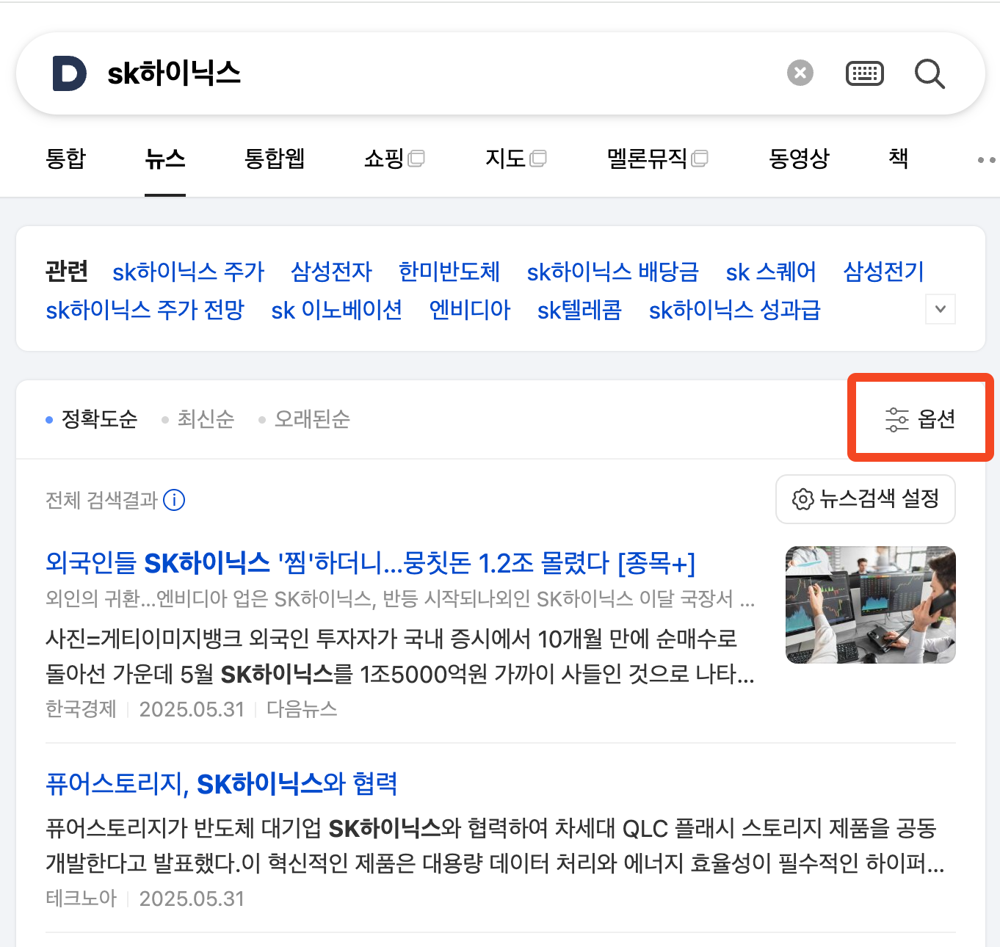 D sk하이닉스
통합 뉴스 통합웹 쇼핑 지도 멜론뮤직 동영상 책
관련 sk하이닉스 주가 삼성전자 한미반도체 sk하이닉스 배당금 sk 스퀘어 삼성전기
sk하이닉스 주가 전망 sk 이노베이션 엔비디아 sk텔레콤 sk하이닉스 성과급
정확도순 최신순 오래된순 옵션
전체 검색결과 뉴스검색 설정
외국인들 SK하이닉스 '찜'하더니...뭉칫돈 1.2조 몰렸다 [종목+]
외인의 귀환...엔비디아 업은 SK하이닉스, 반등 시작되나외인 SK하이닉스 이달 국장서 ...
사진=게티이미지뱅크 외국인 투자자가 국내 증시에서 10개월 만에 순매수로
돌아선 가운데 5월 SK하이닉스를 1조5000억원 가까이 사들인 것으로 나타...
한국경제 2025.05.31 다음뉴스
퓨어스토리지, SK하이닉스와 협력
퓨어스토리지가 반도체 대기업 SK하이닉스와 협력하여 차세대 QLC 플래시 스토리지 제품을 공동
개발한다고 발표했다.이 혁신적인 제품은 대용량 데이터 처리와 에너지 효율성이 필수적인 하이퍼...
테크노아 2025.05.31